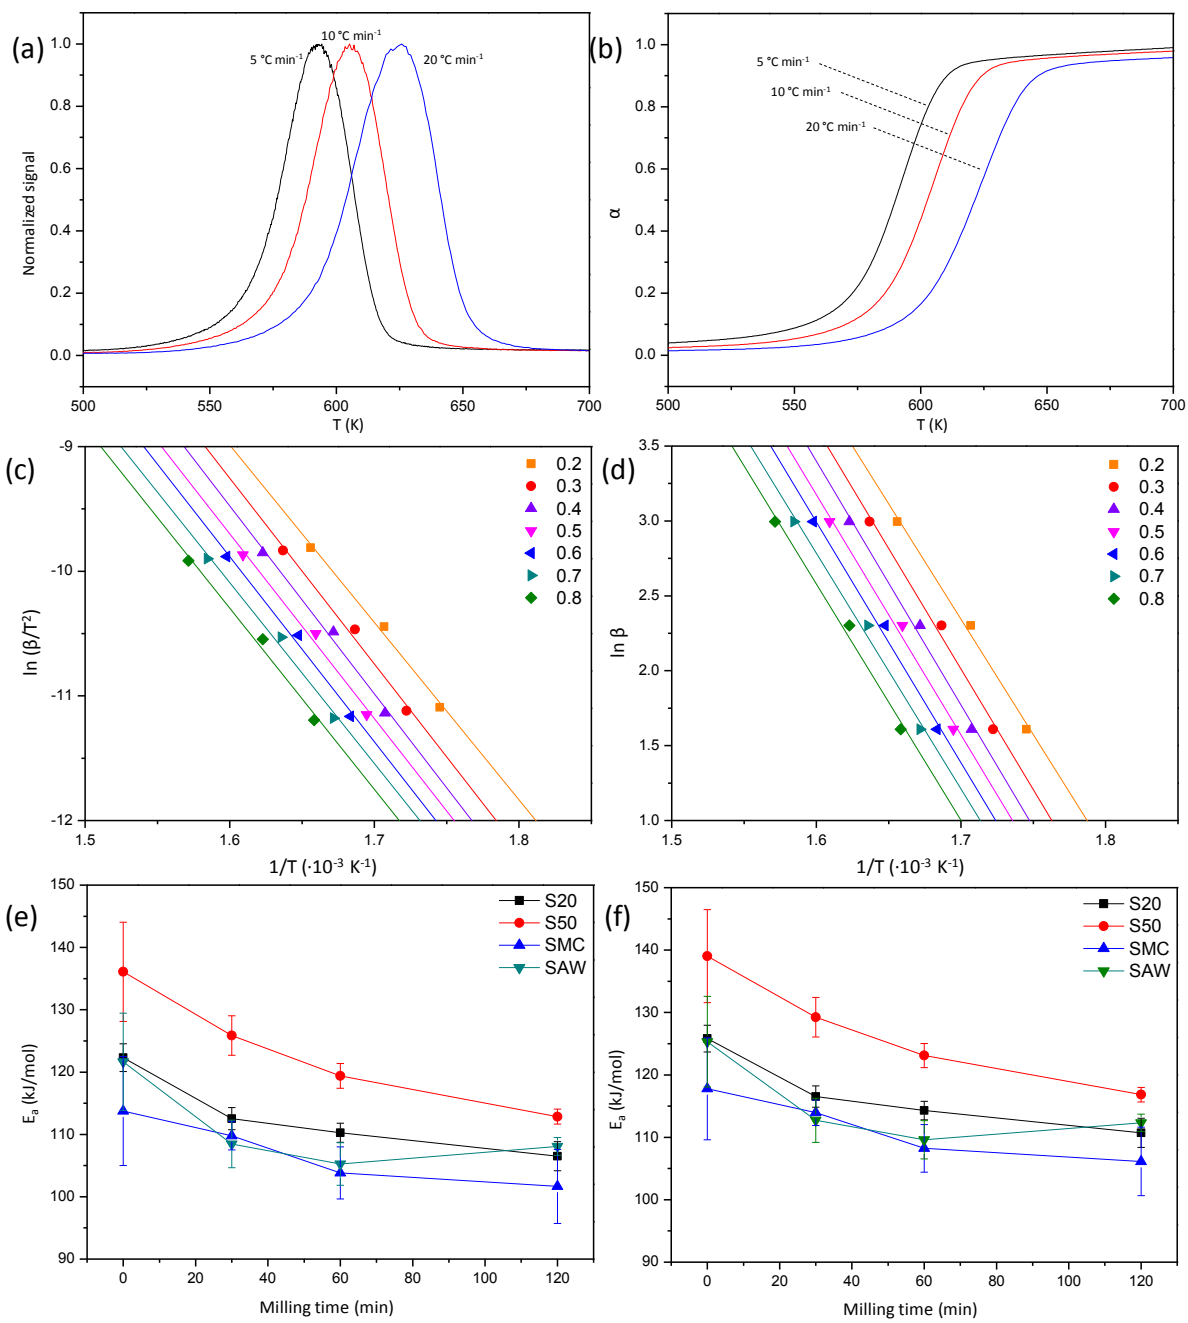 (a)
1.0
0.8
0.6
0.4
0.2
0.0
Normalized signal
5 °C min⁻¹
10 °C min⁻¹
20 °C min⁻¹
500
550
600
650
700
T (K)
(b)
1.0
0.8
0.6
0.4
0.2
0.0
α
5 °C min⁻¹
10 °C min⁻¹
20 °C min⁻¹
500
550
600
650
700
T (K)
(c)
-9
-10
-11
-12
ln (β/T²)
0.2
0.3
0.4
0.5
0.6
0.7
0.8
1.5
1.6
1.7
1.8
1/T (·10⁻³ K⁻¹)
(d)
3.5
3.0
2.5
2.0
1.5
1.0
ln β
0.2
0.3
0.4
0.5
0.6
0.7
0.8
1.5
1.6
1.7
1.8
1/T (·10⁻³ K⁻¹)
(e)
150
140
130
120
110
100
90
Eₐ (kJ/mol)
S20
S50
SMC
SAW
0
20
40
60
80
100
120
Milling time (min)
(f)
150
140
130
120
110
100
90
Eₐ (kJ/mol)
S20
S50
SMC
SAW
0
20
40
60
80
100
120
Milling time (min)